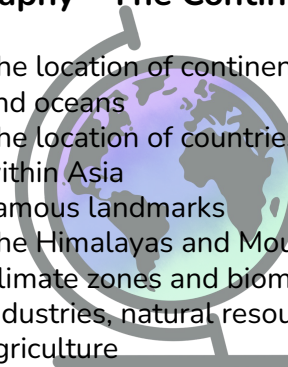 aphy – The Contin
he location of continen
nd oceans
he location of countrie
ithin Asia
amous landmarks
he Himalayas and Mou
limate zones and biom
ndustries, natural resou
griculture